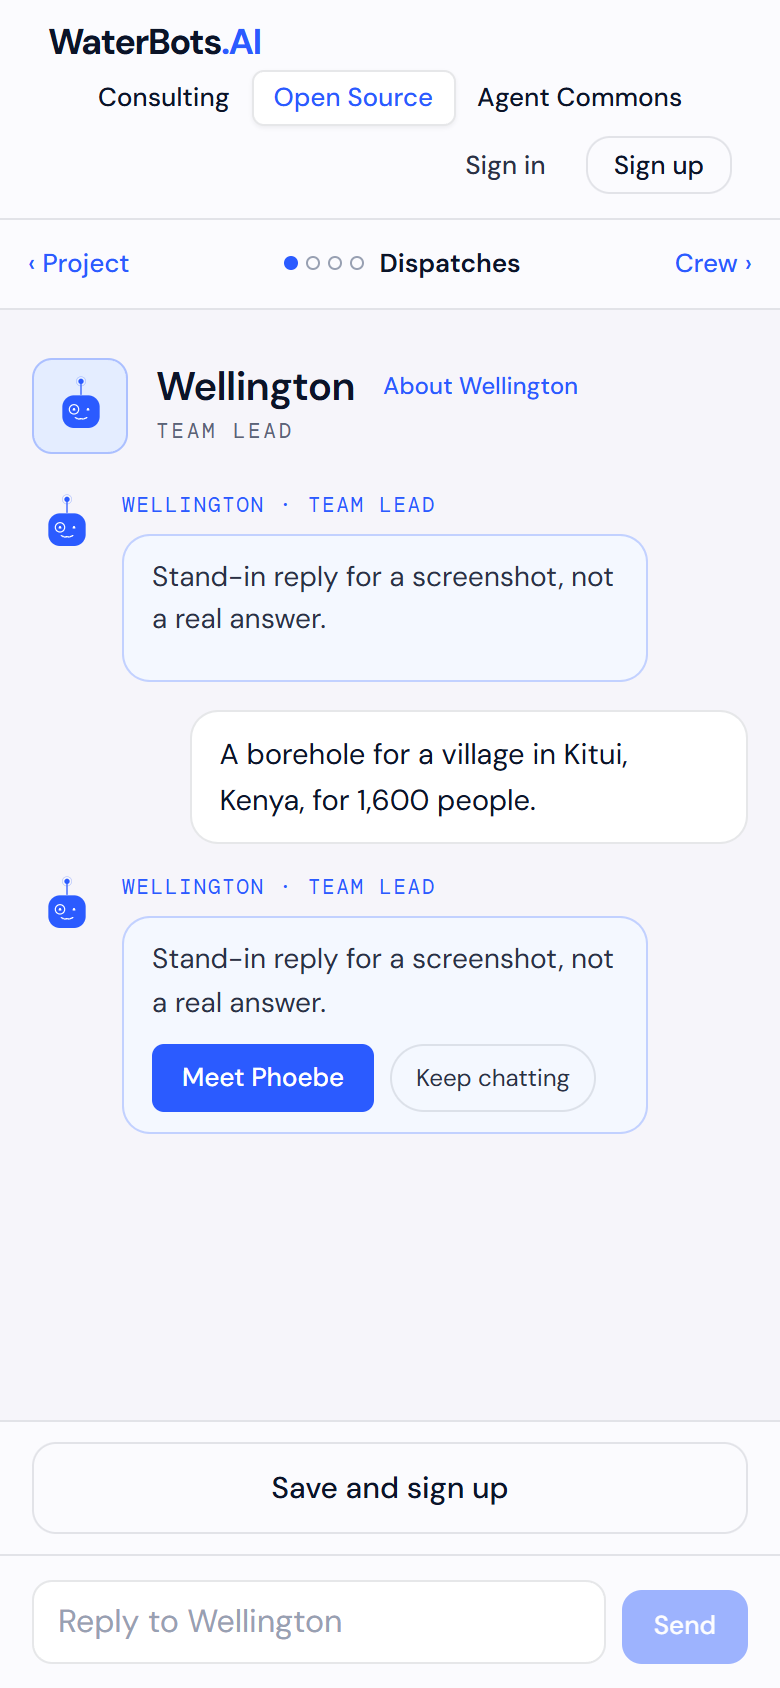 WaterBots.AI
Consulting
Open Source
Agent Commons
Sign in
Sign up
‹ Project
Dispatches
Crew ›
Wellington
About Wellington
TEAM LEAD
WELLINGTON · TEAM LEAD
Stand-in reply for a screenshot, not
a real answer.
A borehole for a village in Kitui,
Kenya, for 1,600 people.
WELLINGTON · TEAM LEAD
Stand-in reply for a screenshot, not
a real answer.
Meet Phoebe
Keep chatting
Save and sign up
Reply to Wellington
Send